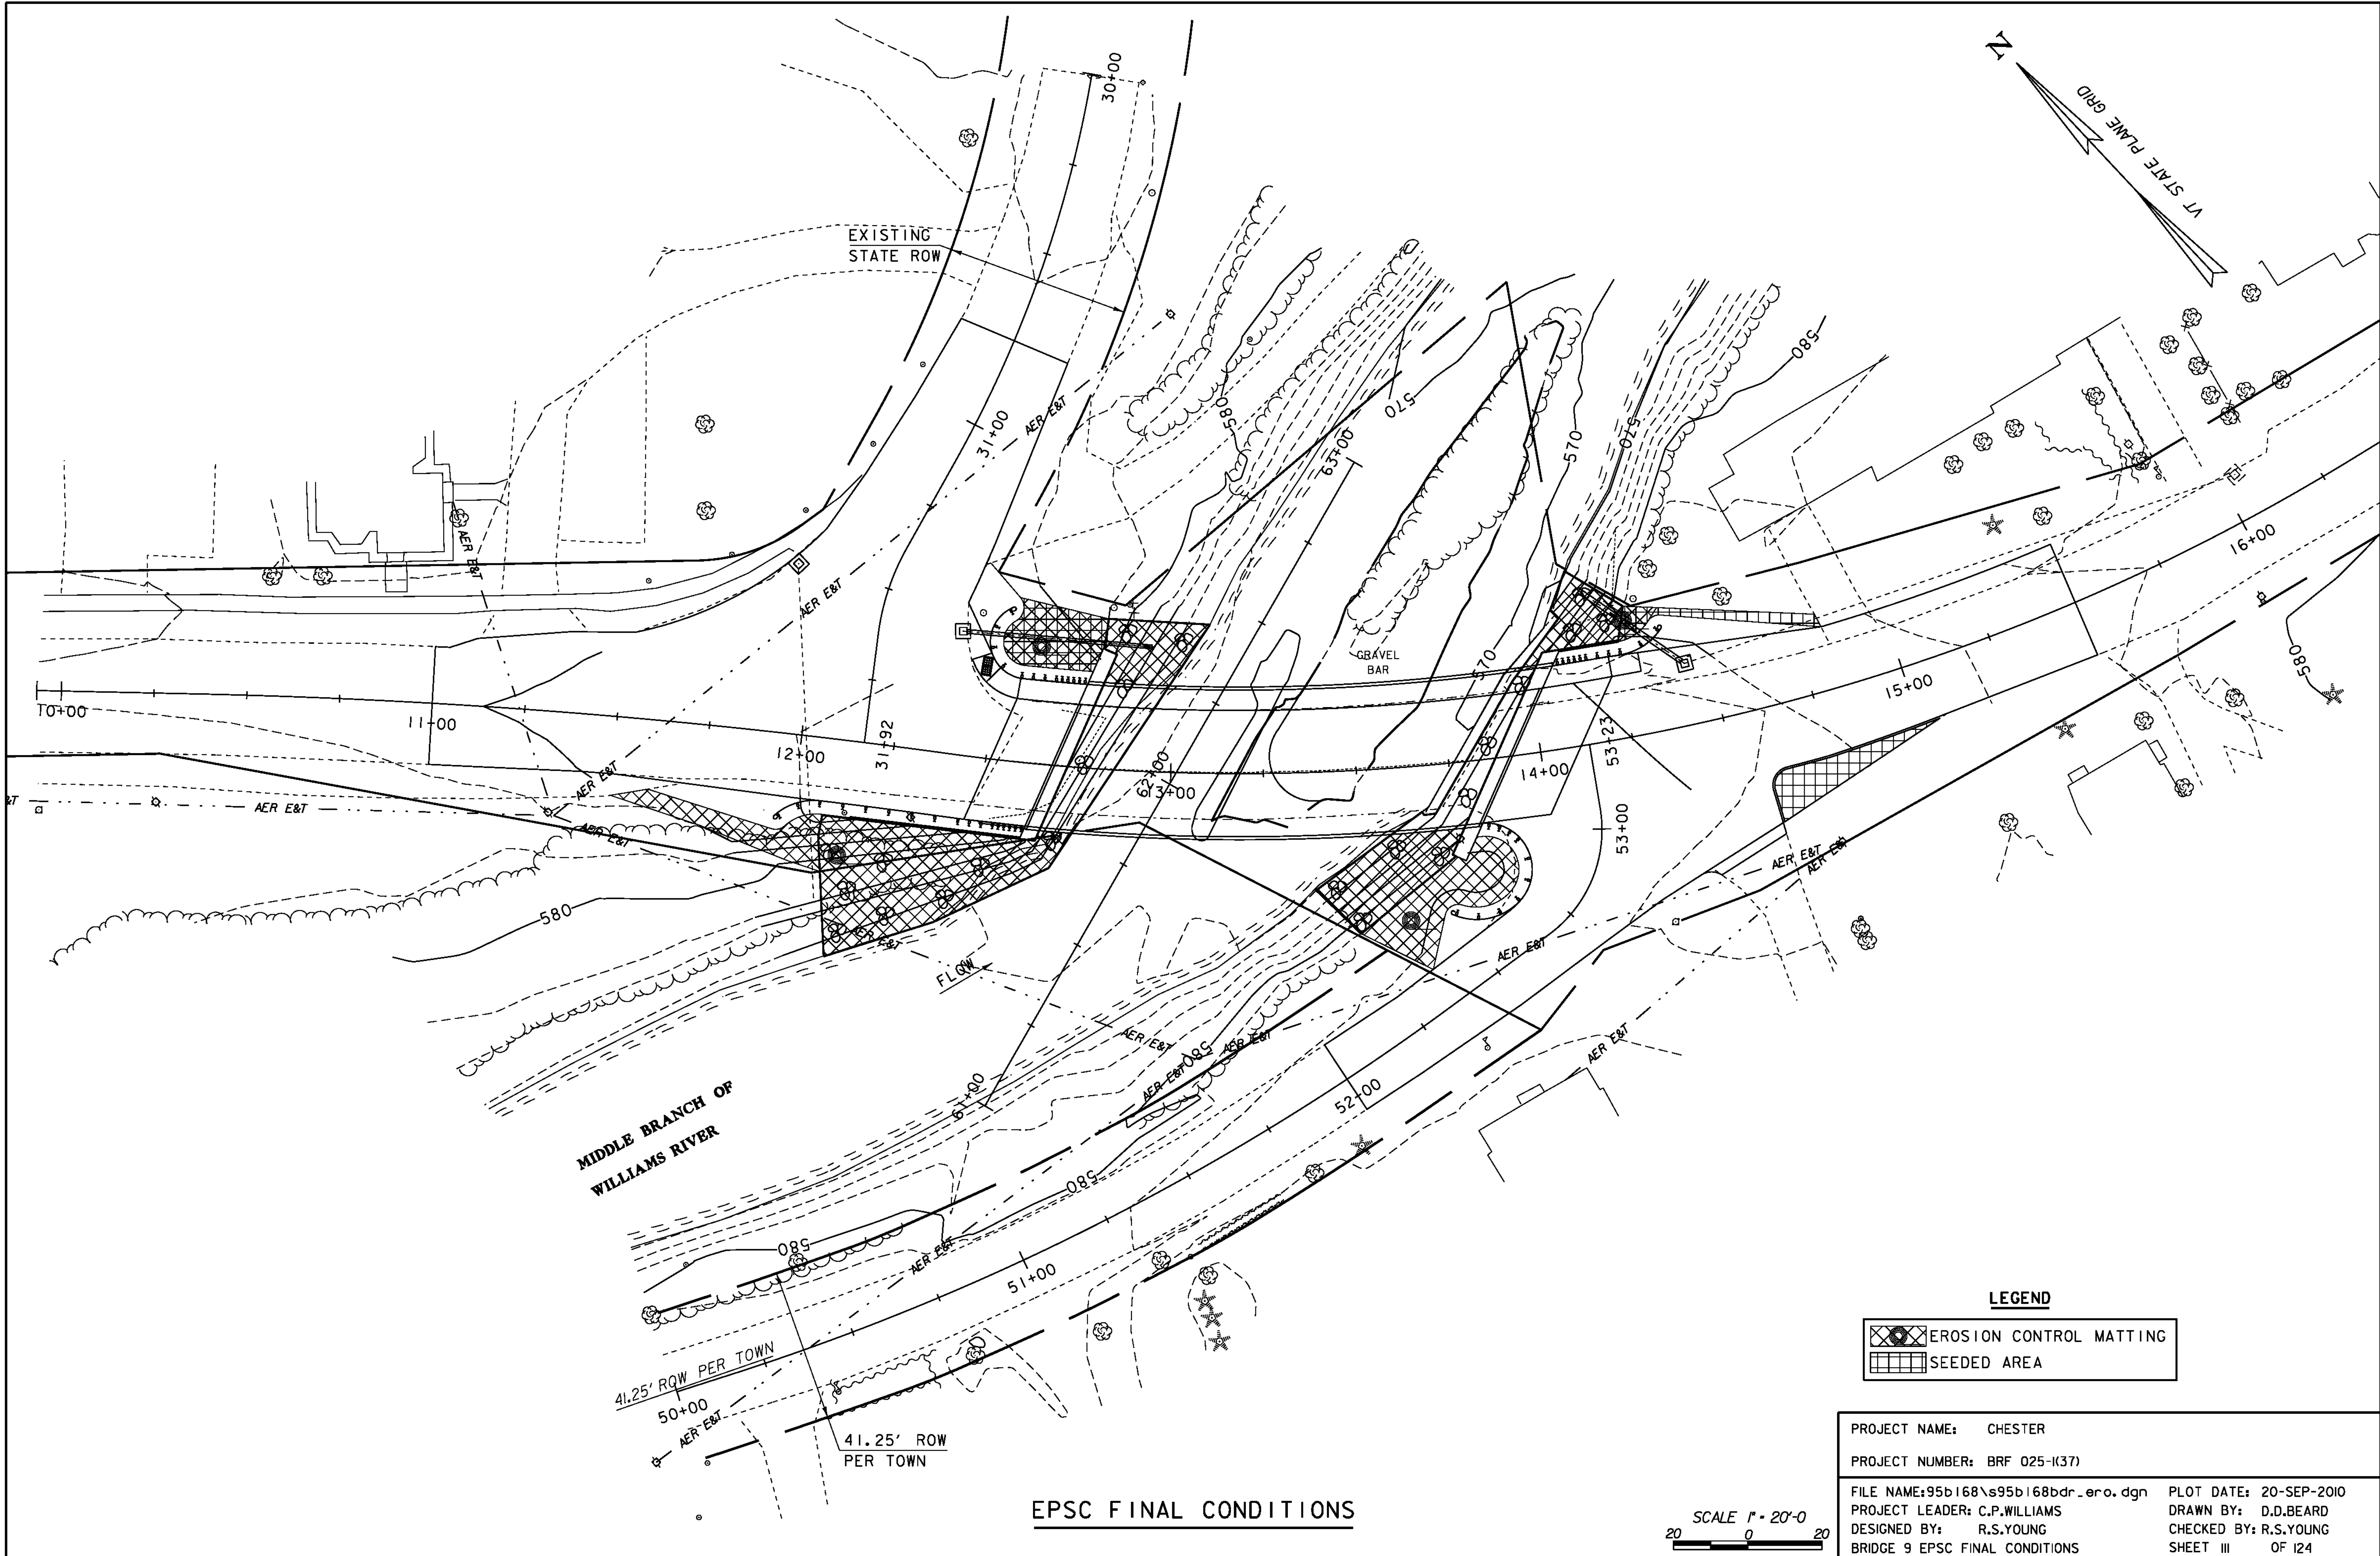 30+00
N
VT STATE PLANE GRID
EXISTING
STATE ROW
580
570
580
31+00
AER E&T
63+00
570
570
AER E&T
AER E&T
16+00
GRAVEL
BAR
570
580
15+00
10+00
11+00
12+00
31+92
62+00
13+00
14+00
53+23
53+00
&T
AER E&T
AER E&T
AER E&T
AER E&T
AER E&T
580
AER E&T
FLOW
AER E&T
AER E&T
580
AER E&T
AER E&T
AER E&T
61+00
52+00
MIDDLE BRANCH OF
WILLIAMS RIVER
580
580
AER E&T
51+00
41.25' ROW PER TOWN
50+00
AER E&T
41.25' ROW
PER TOWN
LEGEND
EROSION CONTROL MATTING
SEEDED AREA
EPSC FINAL CONDITIONS
SCALE 1" = 20'-0
20 0 20
PROJECT NAME: CHESTER
PROJECT NUMBER: BRF 025-1(37)
FILE NAME:95b168\s95b168bdr_ero.dgn PLOT DATE: 20-SEP-2010
PROJECT LEADER: C.P.WILLIAMS DRAWN BY: D.D.BEARD
DESIGNED BY: R.S.YOUNG CHECKED BY: R.S.YOUNG
BRIDGE 9 EPSC FINAL CONDITIONS SHEET 111 OF 124